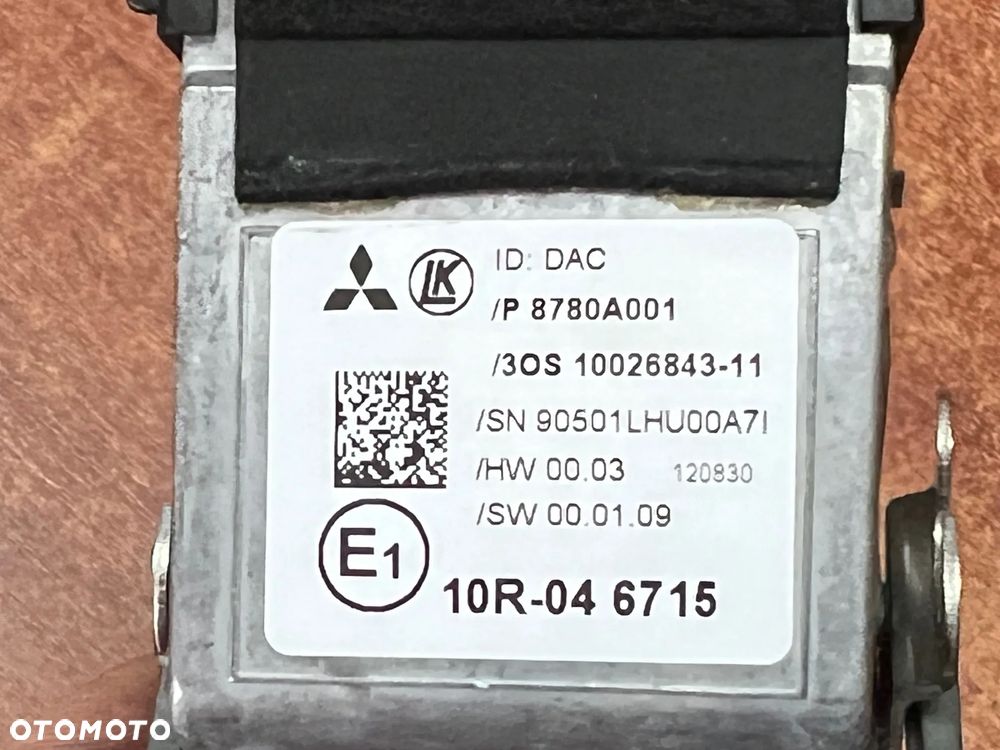 LK
ID: DAC
/P 8780A001
/3OS 10026843-11
/SN 90501LHU00A7I
/HW 00.03 120830
/SW 00.01.09
E1
10R-04 6715
OTOMOTO